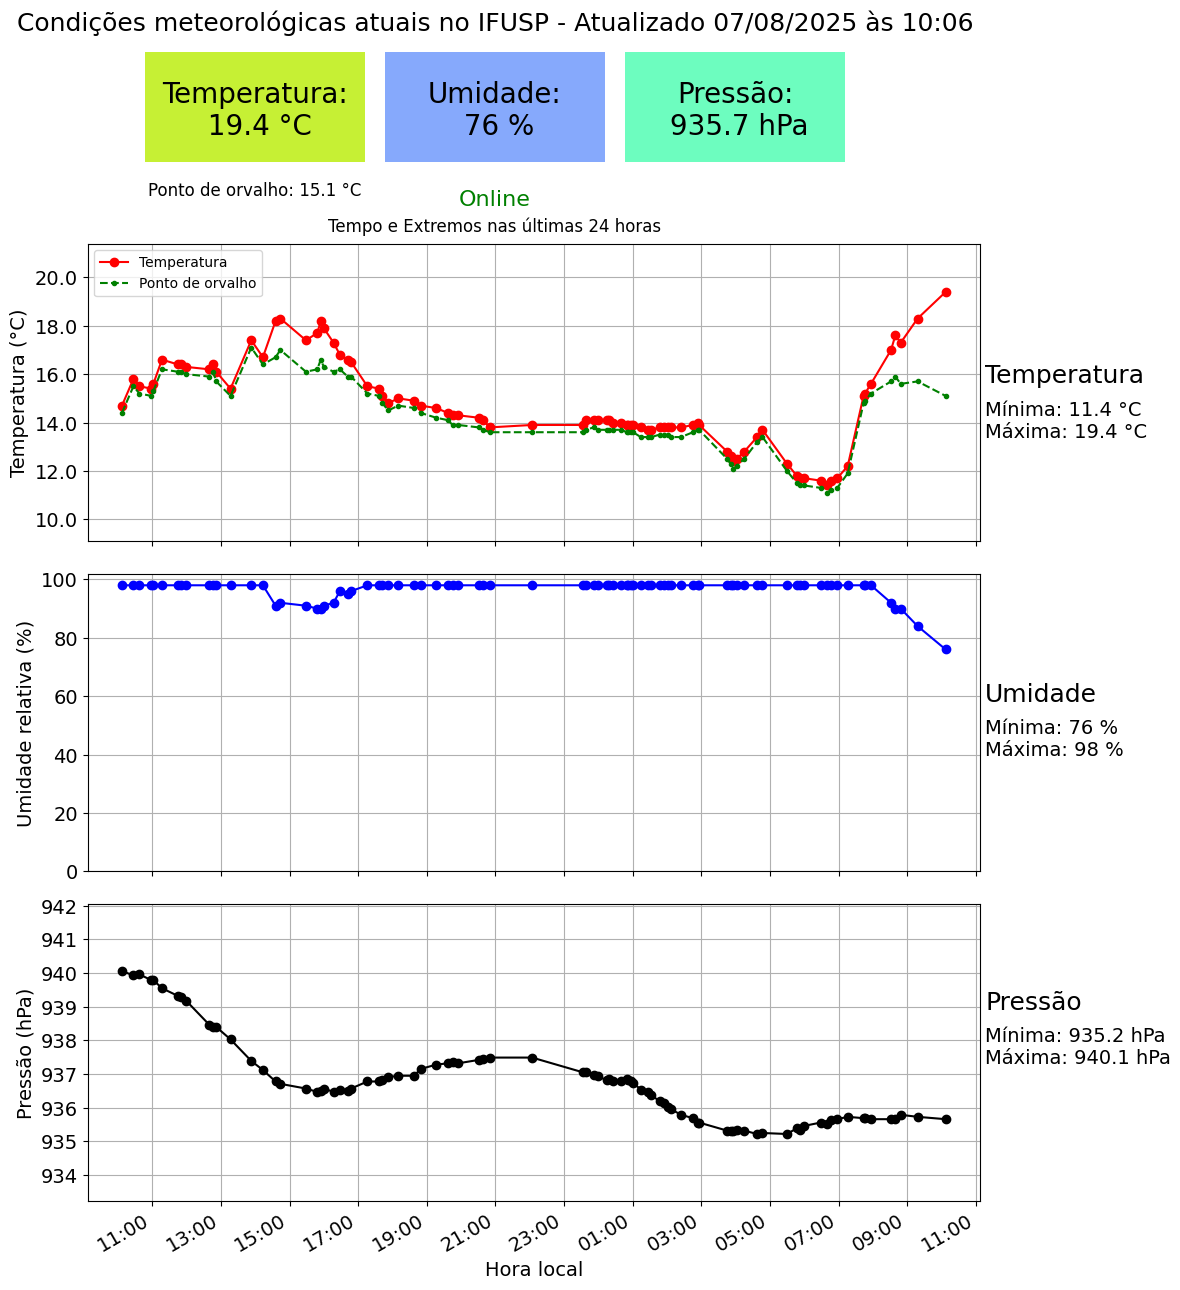 Condições meteorológicas atuais no IFUSP - Atualizado 07/08/2025 às 10:06
Temperatura:
19.4 °C
Umidade:
76 %
Pressão:
935.7 hPa
Ponto de orvalho: 15.1 °C
Online
Tempo e Extremos nas últimas 24 horas
Temperatura
Ponto de orvalho
Temperatura (°C)
20.0
18.0
16.0
14.0
12.0
10.0
Temperatura
Mínima: 11.4 °C
Máxima: 19.4 °C
Umidade relativa (%)
100
80
60
40
20
0
Umidade
Mínima: 76 %
Máxima: 98 %
Pressão (hPa)
942
941
940
939
938
937
936
935
934
Pressão
Mínima: 935.2 hPa
Máxima: 940.1 hPa
11:00
13:00
15:00
17:00
19:00
21:00
23:00
01:00
03:00
05:00
07:00
09:00
11:00
Hora local